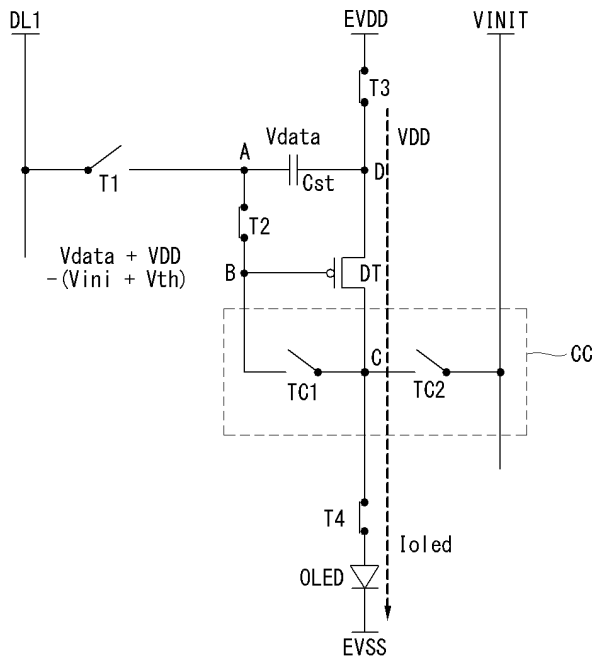 DL1
EVDD
VINIT
T3
Vdata
VDD
A
D
T1
Cst
T2
Vdata + VDD
-(Vini + Vth)
B
DT
C
CC
TC1
TC2
T4
Ioled
OLED
EVSS